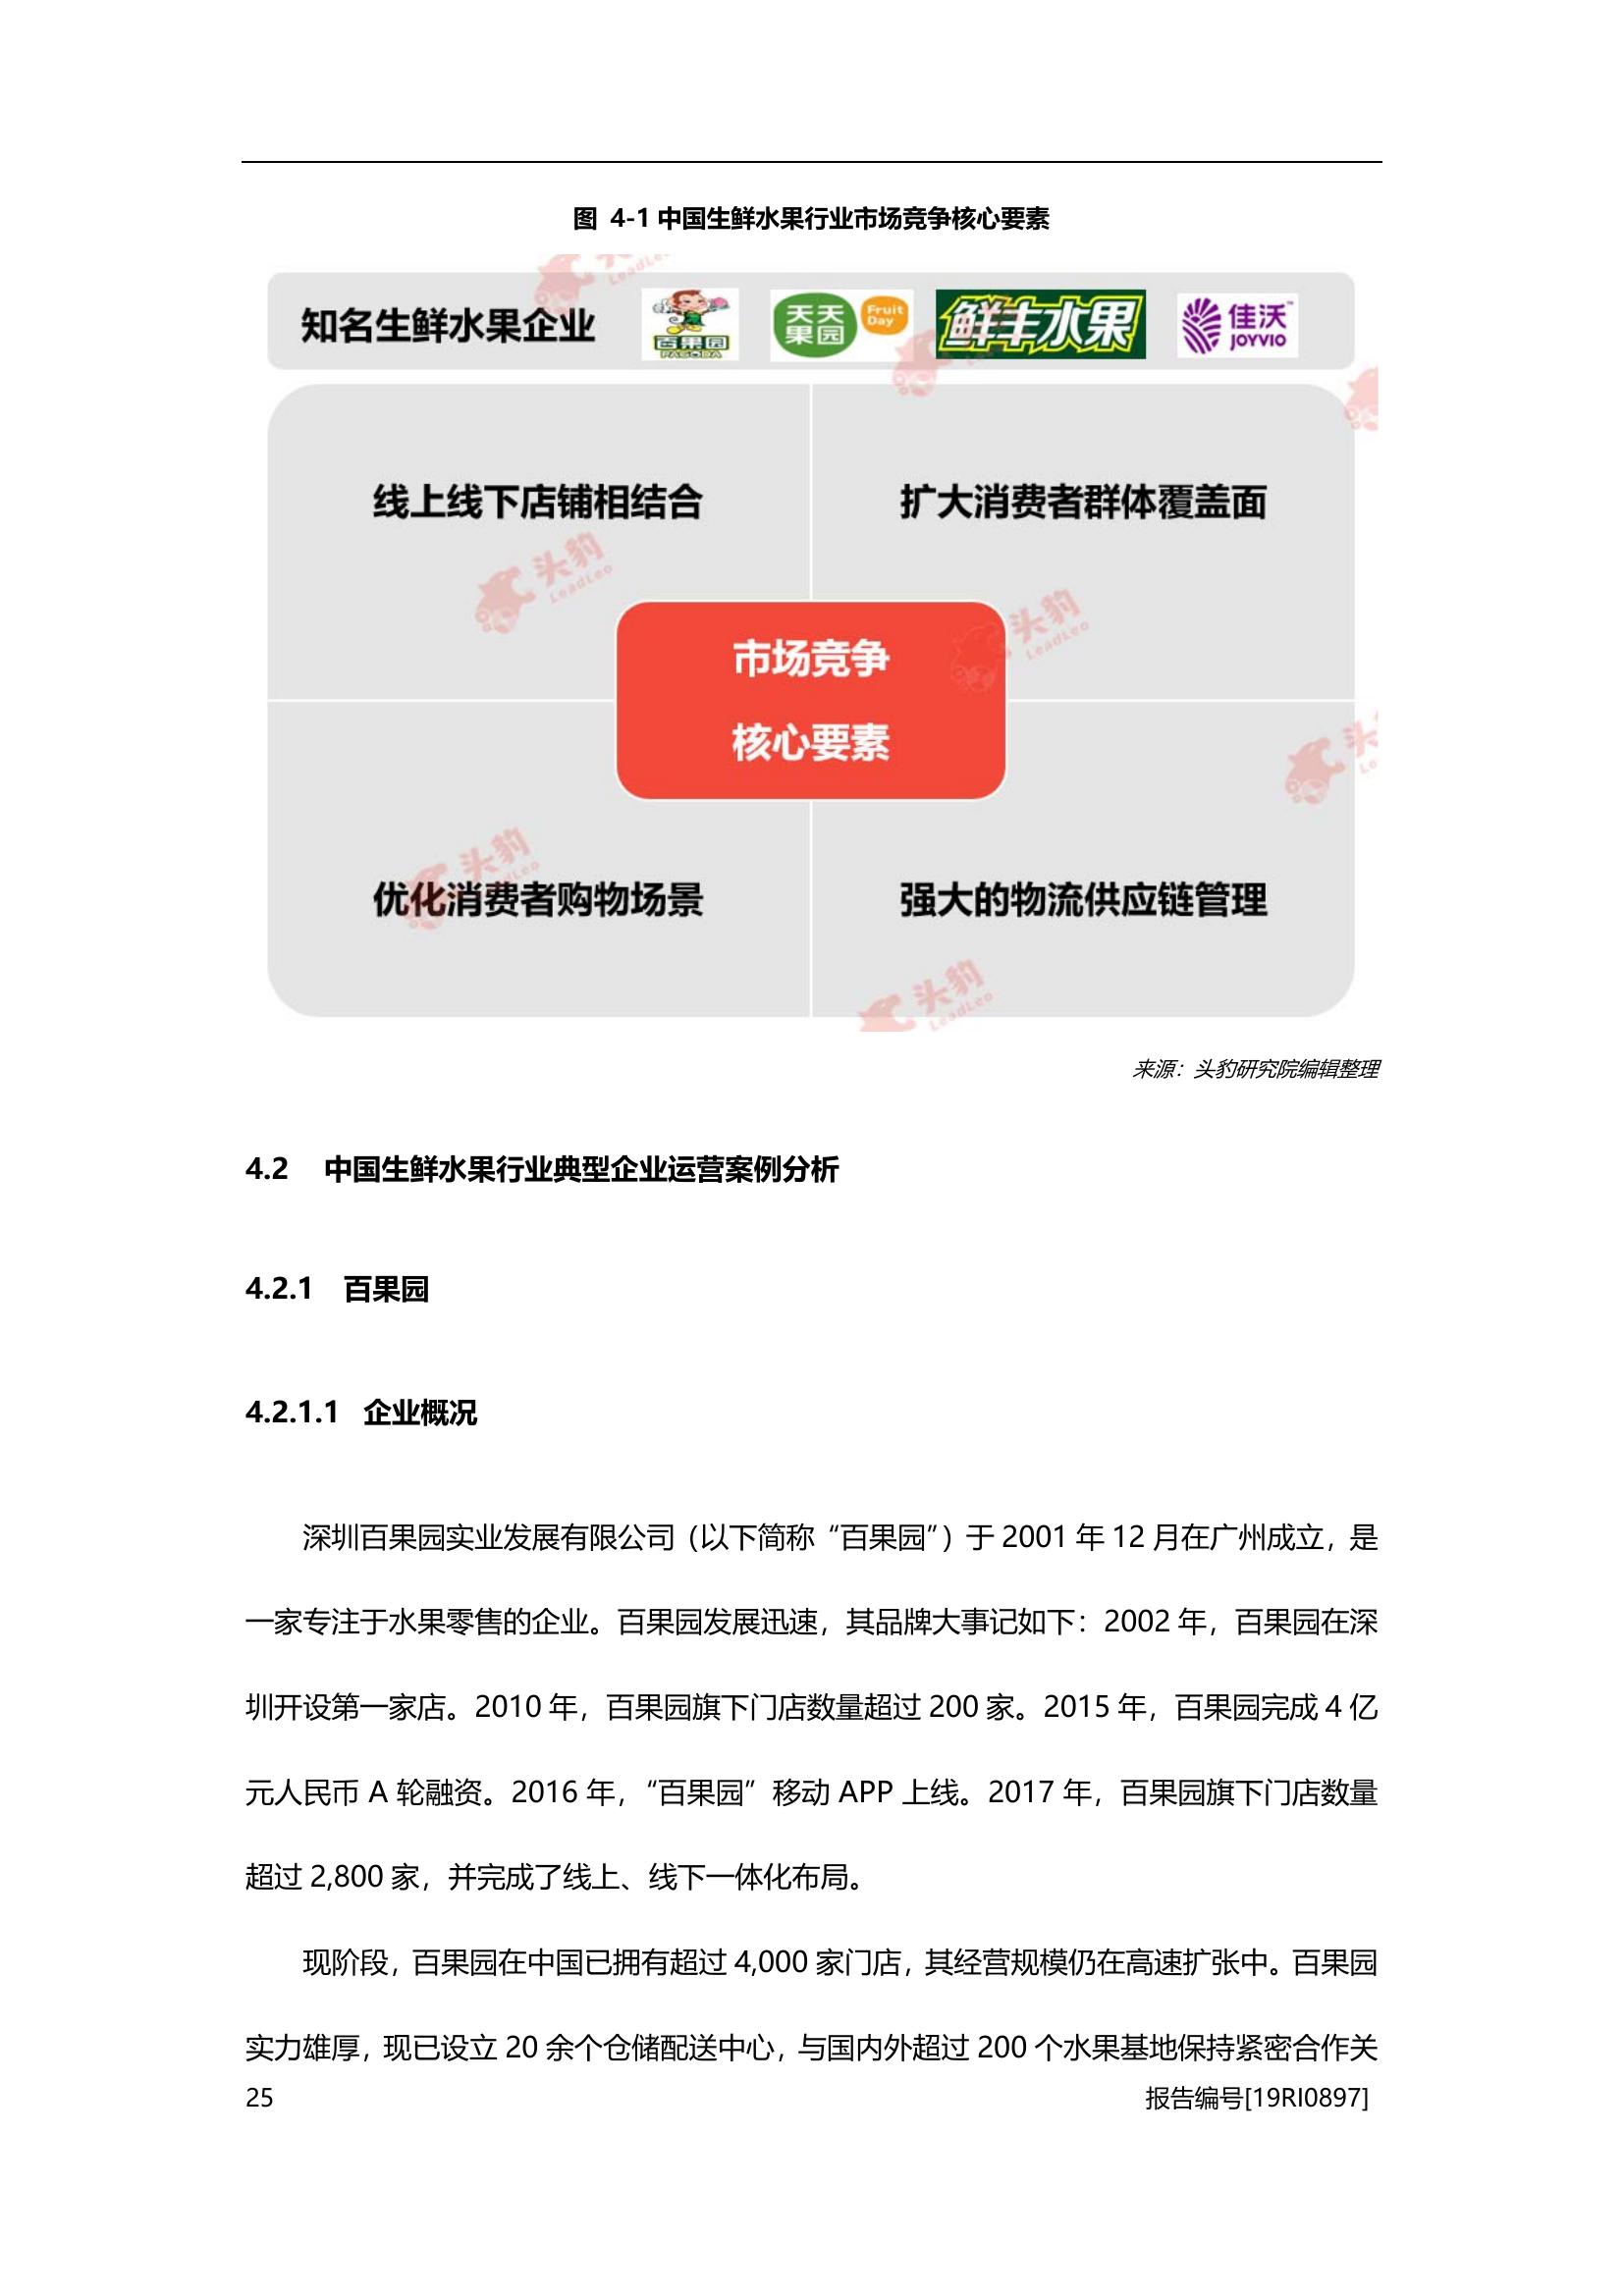 图 4-1 中国生鲜水果行业市场竞争核心要素
知名生鲜水果企业
百果园
PAGODA
天天
果园
Fruit
Day
鲜丰水果
佳沃
JOYVIO
线上线下店铺相结合
扩大消费者群体覆盖面
市场竞争
核心要素
优化消费者购物场景
强大的物流供应链管理
头豹
LeadLeo
头豹
LeadLeo
头豹
LeadLeo
头豹
LeadLeo
来源：头豹研究院编辑整理
4.2 中国生鲜水果行业典型企业运营案例分析
4.2.1 百果园
4.2.1.1 企业概况
深圳百果园实业发展有限公司（以下简称“百果园”）于 2001 年 12 月在广州成立，是
一家专注于水果零售的企业。百果园发展迅速，其品牌大事记如下：2002 年，百果园在深
圳开设第一家店。2010 年，百果园旗下门店数量超过 200 家。2015 年，百果园完成 4 亿
元人民币 A 轮融资。2016 年，“百果园”移动 APP 上线。2017 年，百果园旗下门店数量
超过 2,800 家，并完成了线上、线下一体化布局。
现阶段，百果园在中国已拥有超过 4,000 家门店，其经营规模仍在高速扩张中。百果园
实力雄厚，现已设立 20 余个仓储配送中心，与国内外超过 200 个水果基地保持紧密合作关
25
报告编号[19RI0897]